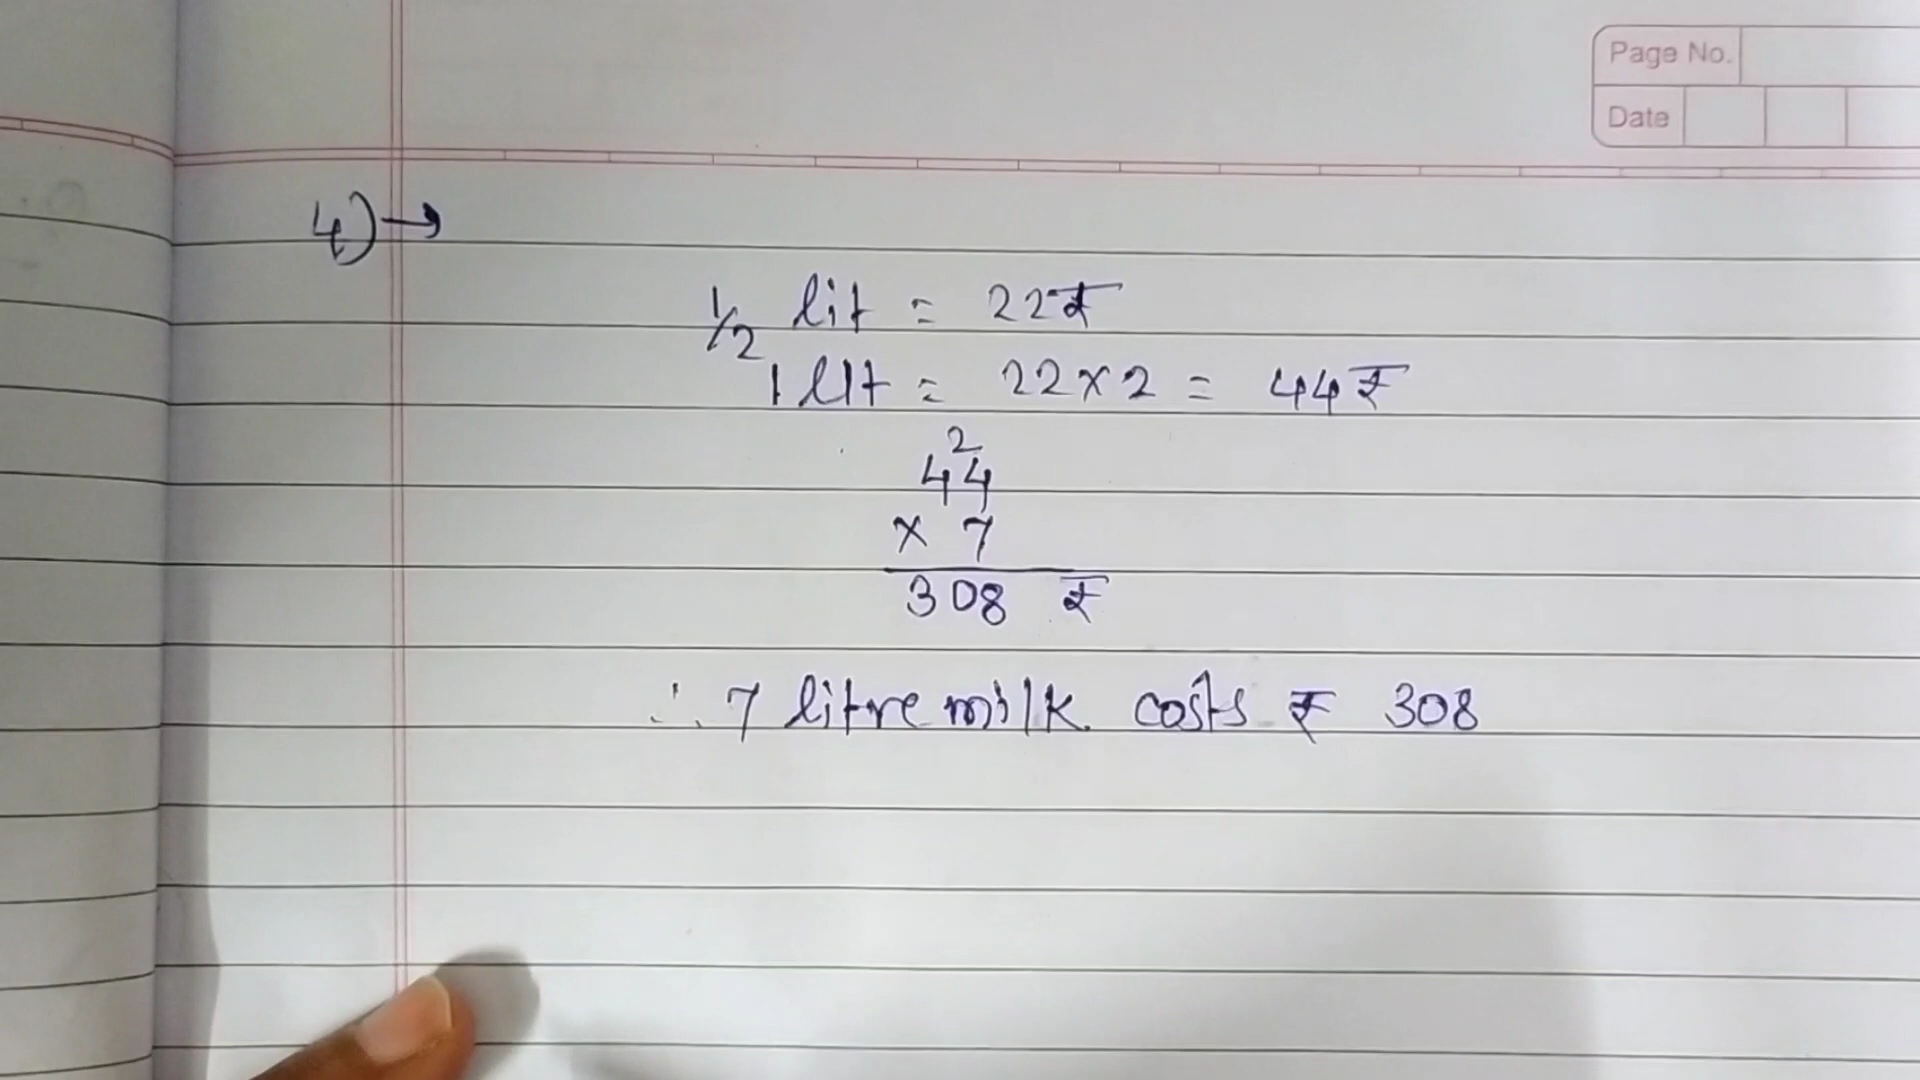 Page No.
Date
4)→
1/2 lit = 22₹
1 lit = 22×2 = 44₹
2
44
× 7
308 ₹
∴ 7 litre milk costs ₹ 308